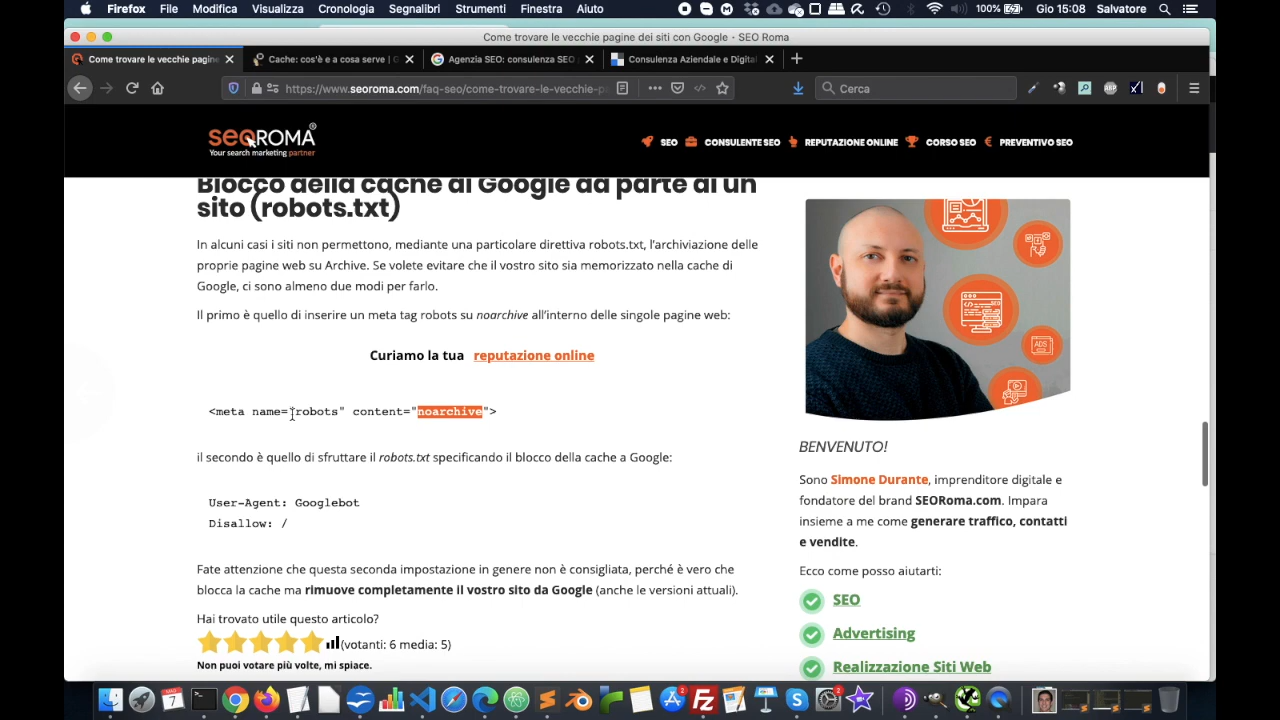 Firefox File Modifica Visualizza Cronologia Segnalibri Strumenti Finestra Aiuto 100% Gio 15:08 Salvatore
Come trovare le vecchie pagine dei siti con Google - SEO Roma
Come trovare le vecchie pagine
Cache: cos'è e a cosa serve | G
Agenzia SEO: consulenza SEO
Consulenza Aziendale e Digital
https://www.seoroma.com/faq-seo/come-trovare-le-vecchie-p
Cerca
SEOROMA®
Your search marketing partner
SEO CONSULENTE SEO REPUTAZIONE ONLINE CORSO SEO PREVENTIVO SEO
Blocco della cache di Google da parte di un
sito (robots.txt)
In alcuni casi i siti non permettono, mediante una particolare direttiva robots.txt, l'archiviazione delle
proprie pagine web su Archive. Se volete evitare che il vostro sito sia memorizzato nella cache di
Google, ci sono almeno due modi per farlo.
Il primo è quello di inserire un meta tag robots su noarchive all'interno delle singole pagine web:
Curiamo la tua reputazione online
<meta name="robots" content="noarchive">
il secondo è quello di sfruttare il robots.txt specificando il blocco della cache a Google:
User-Agent: Googlebot
Disallow: /
Fate attenzione che questa seconda impostazione in genere non è consigliata, perché è vero che
blocca la cache ma rimuove completamente il vostro sito da Google (anche le versioni attuali).
Hai trovato utile questo articolo?
(votanti: 6 media: 5)
Non puoi votare più volte, mi spiace.
ADS
BENVENUTO!
Sono Simone Durante, imprenditore digitale e
fondatore del brand SEORoma.com. Impara
insieme a me come generare traffico, contatti
e vendite.
Ecco come posso aiutarti:
SEO
Advertising
Realizzazione Siti Web